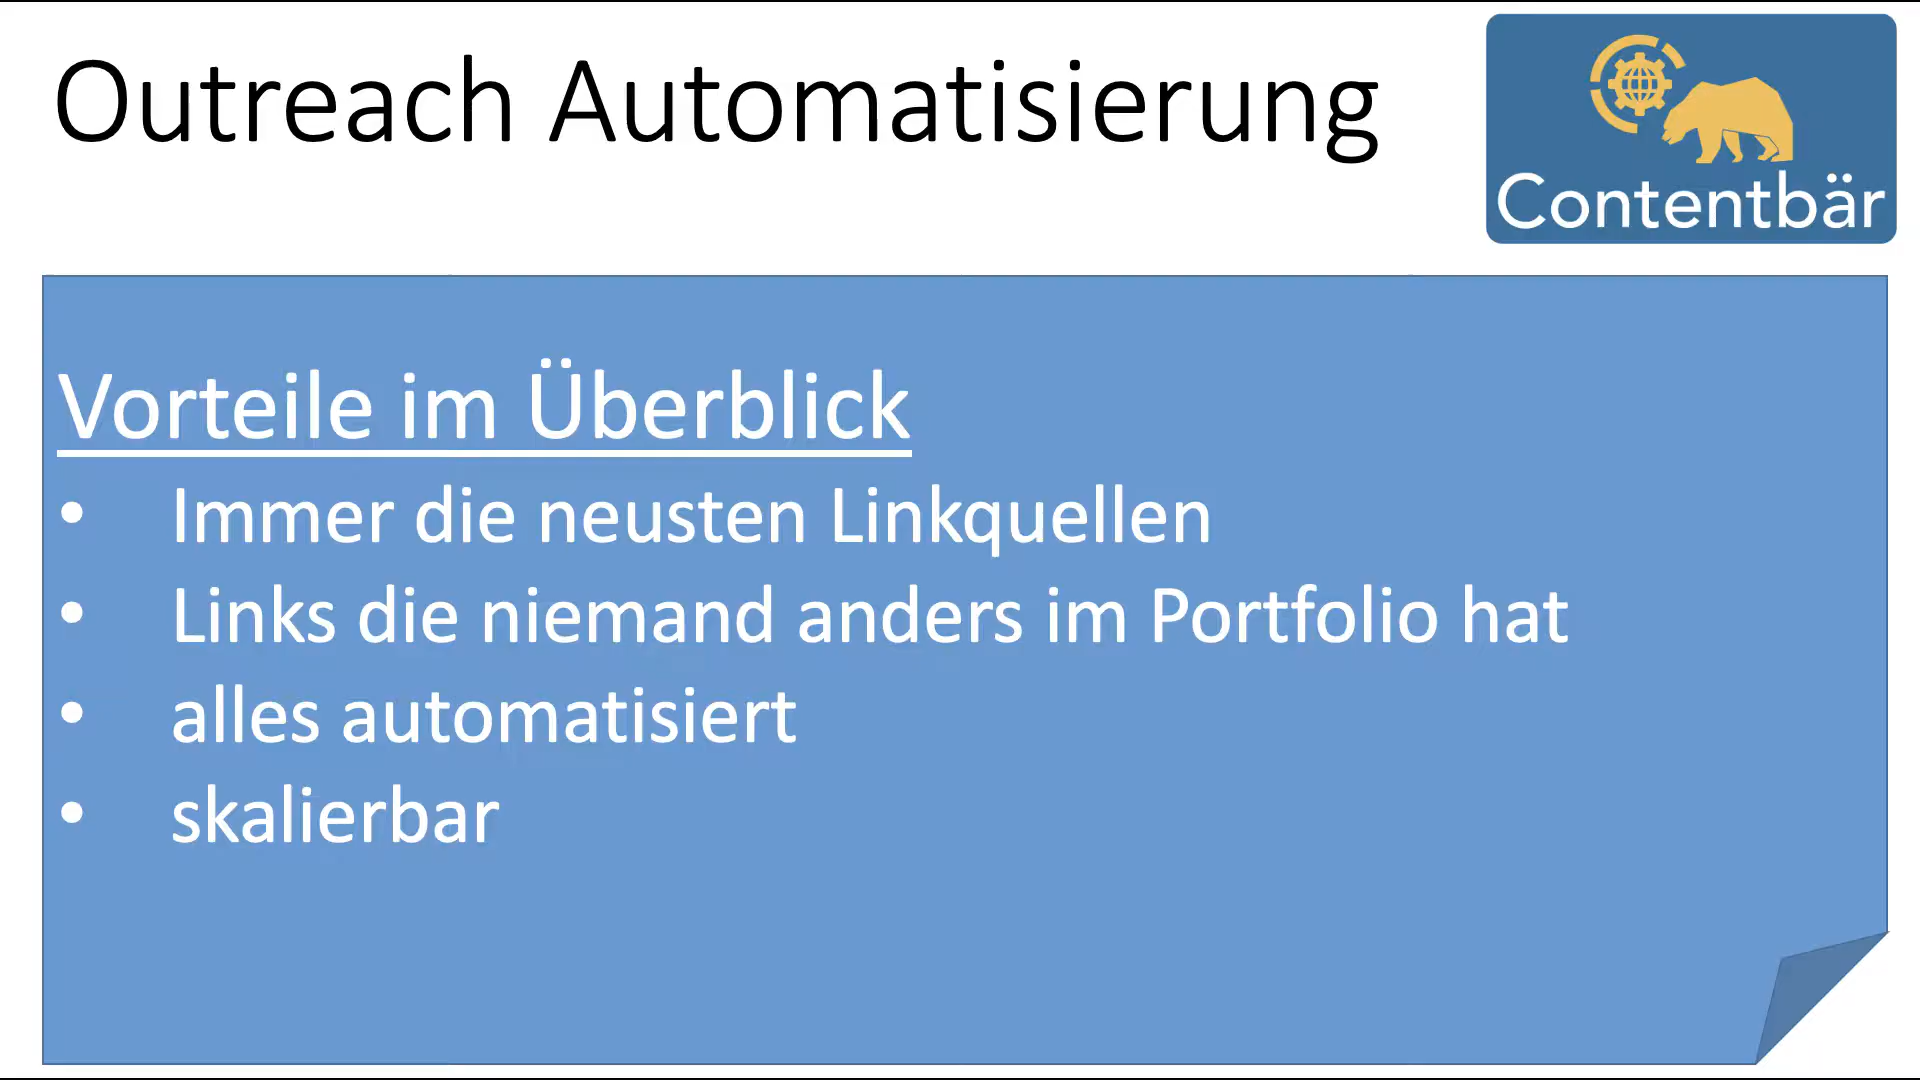 Outreach Automatisierung
Contentbär
Vorteile im Überblick
• Immer die neusten Linkquellen
• Links die niemand anders im Portfolio hat
• alles automatisiert
• skalierbar